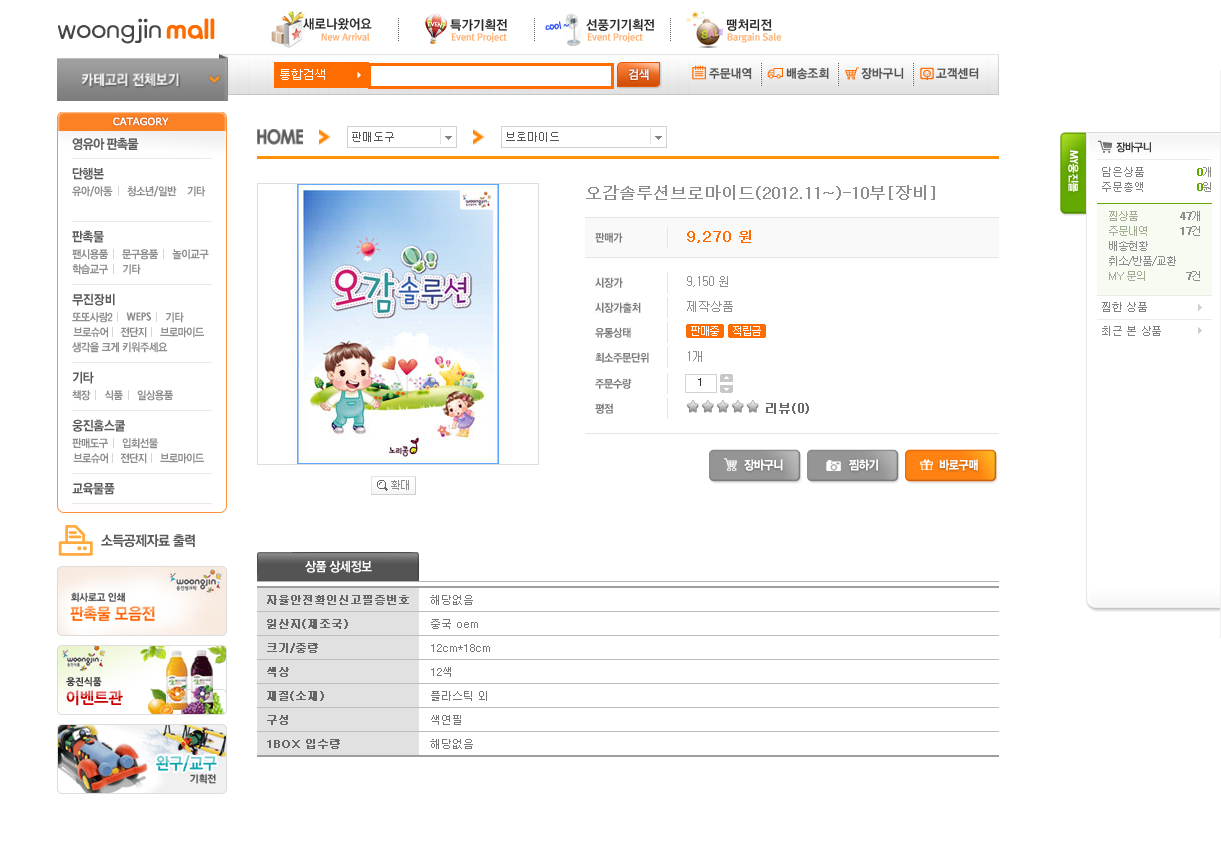 woongjin mall
새로나왔어요
New Arrival
특가기획전
Event Project
cool~
선풍기기획전
Event Project
땡처리전
Bargain Sale
카테고리 전체보기
통합검색
검색
주문내역
배송조회
장바구니
고객센터
CATAGORY
영유아 판촉물
단행본
유아/아동 청소년/일반 기타
판촉물
팬시용품 문구용품 놀이교구
학습교구 기타
무진장비
또또사랑2 WEPS 기타
브로슈어 전단지 브로마이드
생각을 크게 키워주세요
기타
책장 식품 일상용품
웅진홈스쿨
판매도구 입회선물
브로슈어 전단지 브로마이드
교육물품
소득공제자료 출력
woongjin
회사로고 인쇄
판촉물 모음전
woongjin
웅진식품
이벤트관
완구/교구
기획전
HOME
판매도구
브로마이드
woongjin
오감솔루션
노리콩
확대
오감솔루션브로마이드(2012.11~)-10부[장비]
판매가 9,270 원
시장가 9,150 원
시장가출처 제작상품
유통상태 판매중 적립금
최소주문단위 1개
주문수량 1
평점 리뷰(0)
장바구니
찜하기
바로구매
상품 상세정보
자율안전확인신고필증번호 해당없음
원산지(제조국) 중국 oem
크기/중량 12cm*18cm
색상 12색
재질(소재) 플라스틱 외
구성 색연필
1BOX 입수량 해당없음
MY웅진몰
장바구니
담은상품 0개
주문총액 0원
찜상품 47개
주문내역 17건
배송현황
취소/반품/교환
MY 문의 7건
찜한 상품
최근 본 상품